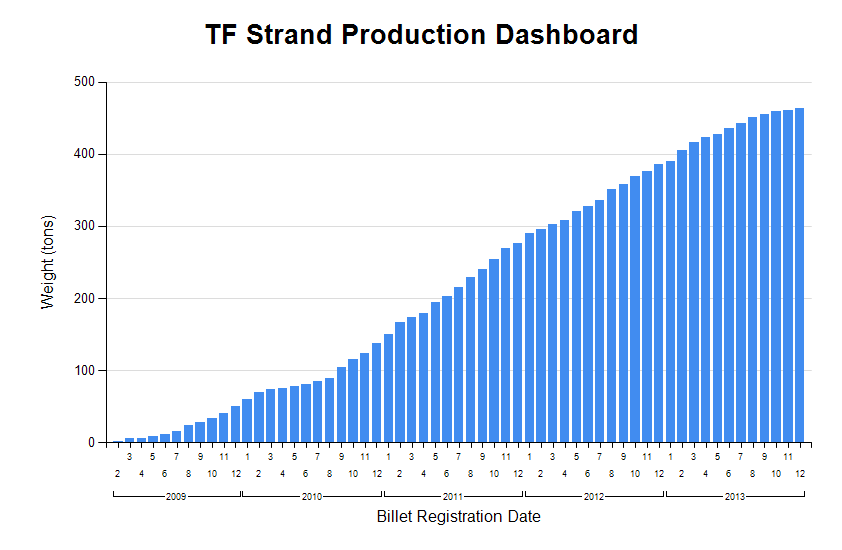 TF Strand Production Dashboard
500
400
300
200
100
0
Weight (tons)
3 5 7 9 11 1 3 5 7 9 11 1 3 5 7 9 11 1 3 5 7 9 11 1 3 5 7 9 11
2 4 6 8 10 12 2 4 6 8 10 12 2 4 6 8 10 12 2 4 6 8 10 12 2 4 6 8 10 12
2009 2010 2011 2012 2013
Billet Registration Date